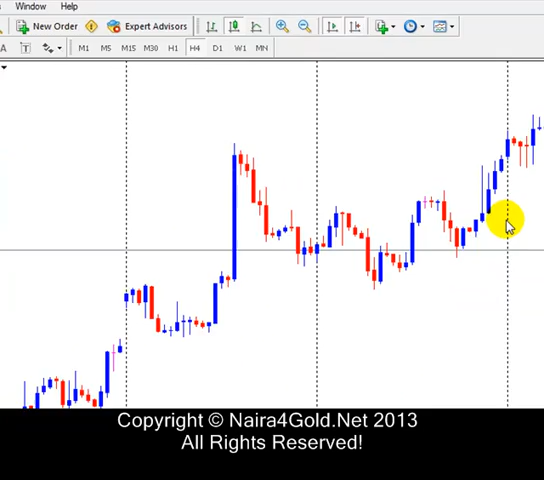 Window Help
New Order Expert Advisors
A T M1 M5 M15 M30 H1 H4 D1 W1 MN
Copyright © Naira4Gold.Net 2013
All Rights Reserved!